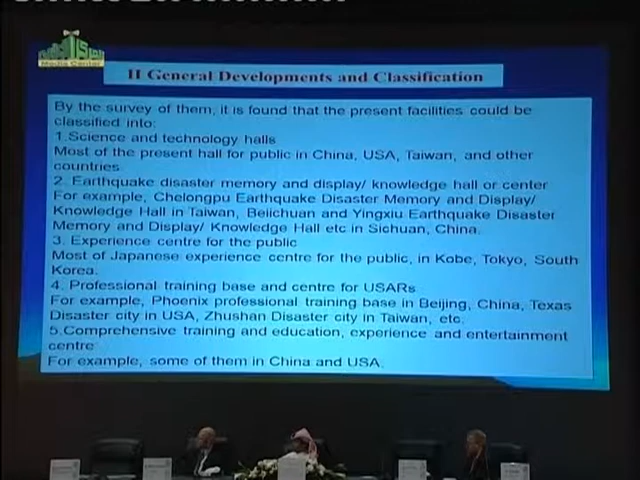 Media Center
II General Developments and Classification
By the survey of them, it is found that the present facilities could be
classified into:
1.Science and technology halls
Most of the present hall for public in China, USA, Taiwan, and other
countries
2. Earthquake disaster memory and display/ knowledge hall or center
For example, Chelongpu Earthquake Disaster Memory and Display/
Knowledge Hall in Taiwan, Beiichuan and Yingxiu Earthquake Disaster
Memory and Display/ Knowledge Hall etc in Sichuan, China.
3. Experience centre for the public
Most of Japanese experience centre for the public, in Kobe, Tokyo, South
Korea.
4. Professional training base and centre for USARs
For example, Phoenix professional training base in Beijing, China, Texas
Disaster city in USA, Zhushan Disaster city in Taiwan, etc.
5.Comprehensive training and education, experience and entertainment
centre
For example, some of them in China and USA.